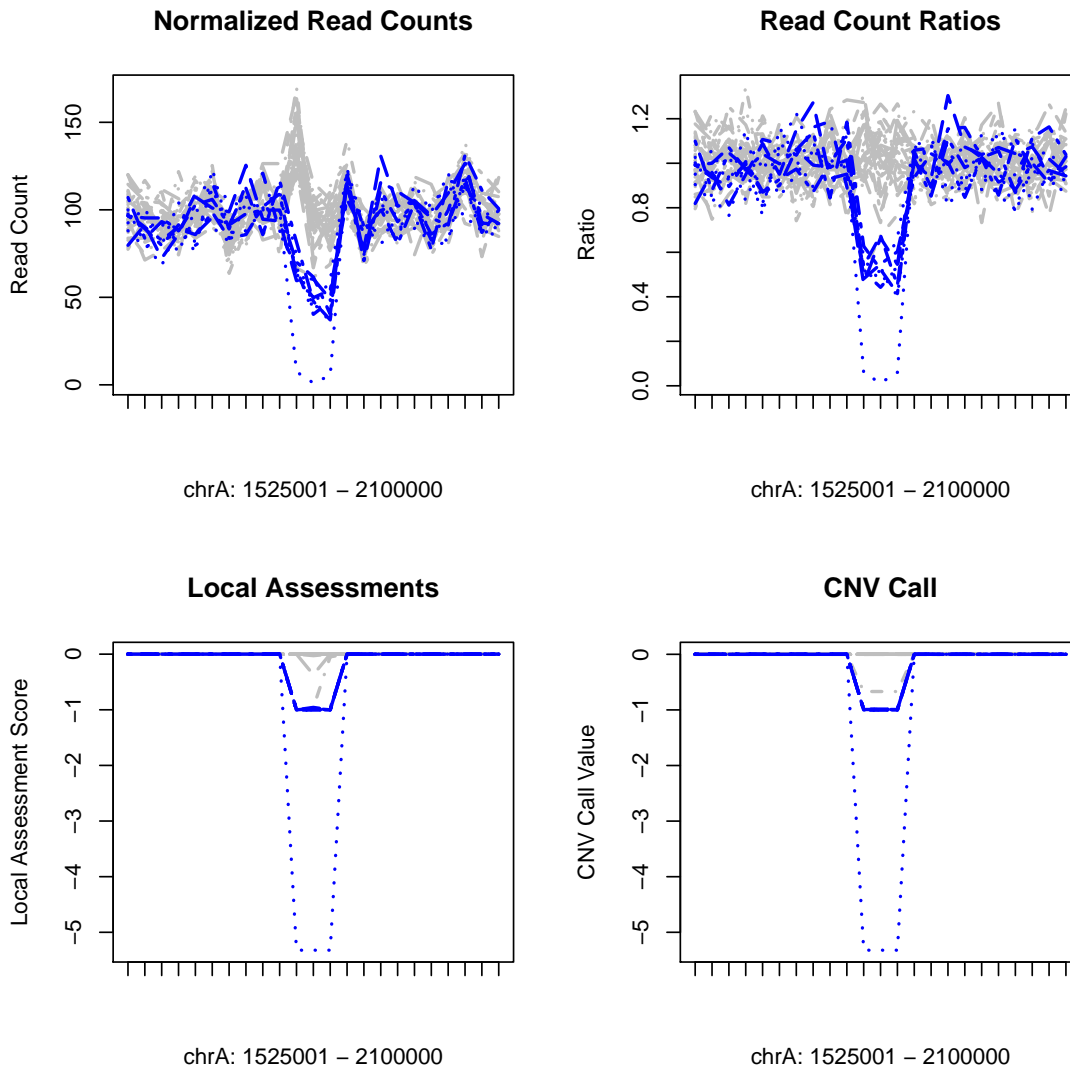 Normalized Read Counts
Read Count
150
100
50
0
chrA: 1525001 − 2100000
Read Count Ratios
Ratio
1.2
0.8
0.4
0.0
chrA: 1525001 − 2100000
Local Assessments
Local Assessment Score
0
−1
−2
−3
−4
−5
chrA: 1525001 − 2100000
CNV Call
CNV Call Value
0
−1
−2
−3
−4
−5
chrA: 1525001 − 2100000